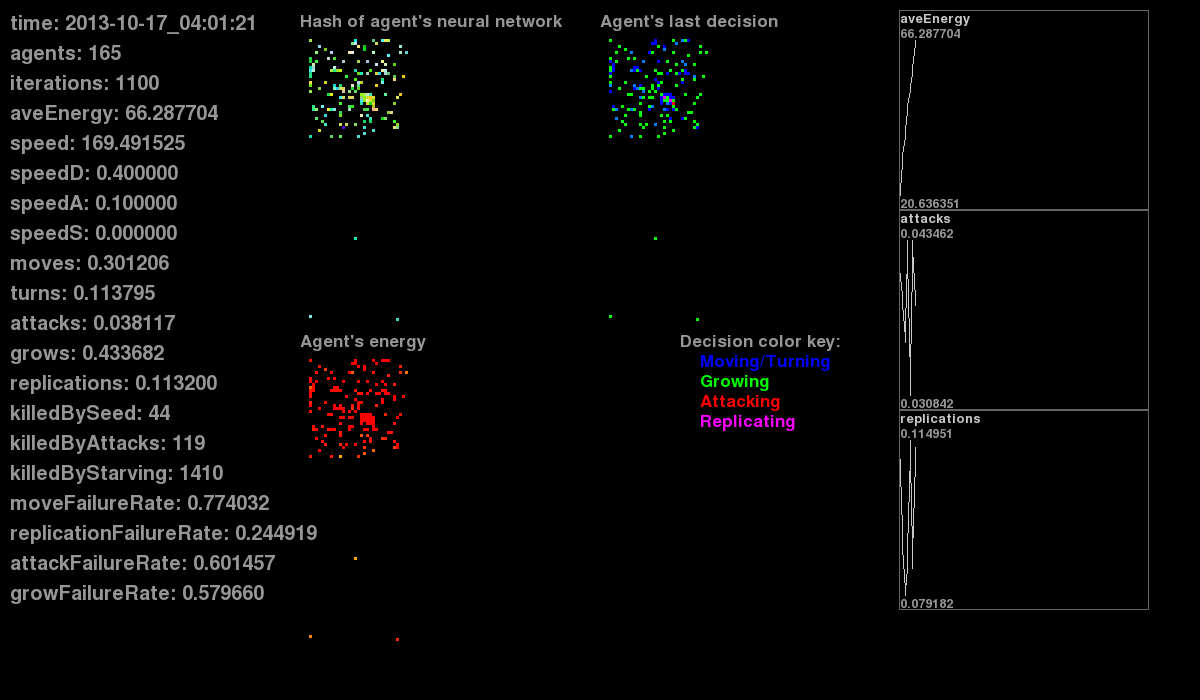 time: 2013-10-17_04:01:21
agents: 165
iterations: 1100
aveEnergy: 66.287704
speed: 169.491525
speedD: 0.400000
speedA: 0.100000
speedS: 0.000000
moves: 0.301206
turns: 0.113795
attacks: 0.038117
grows: 0.433682
replications: 0.113200
killedBySeed: 44
killedByAttacks: 119
killedByStarving: 1410
moveFailureRate: 0.774032
replicationFailureRate: 0.244919
attackFailureRate: 0.601457
growFailureRate: 0.579660
Hash of agent's neural network
Agent's last decision
Agent's energy
Decision color key:
Moving/Turning
Growing
Attacking
Replicating
aveEnergy
66.287704
20.636351
attacks
0.043462
0.030842
replications
0.114951
0.079182